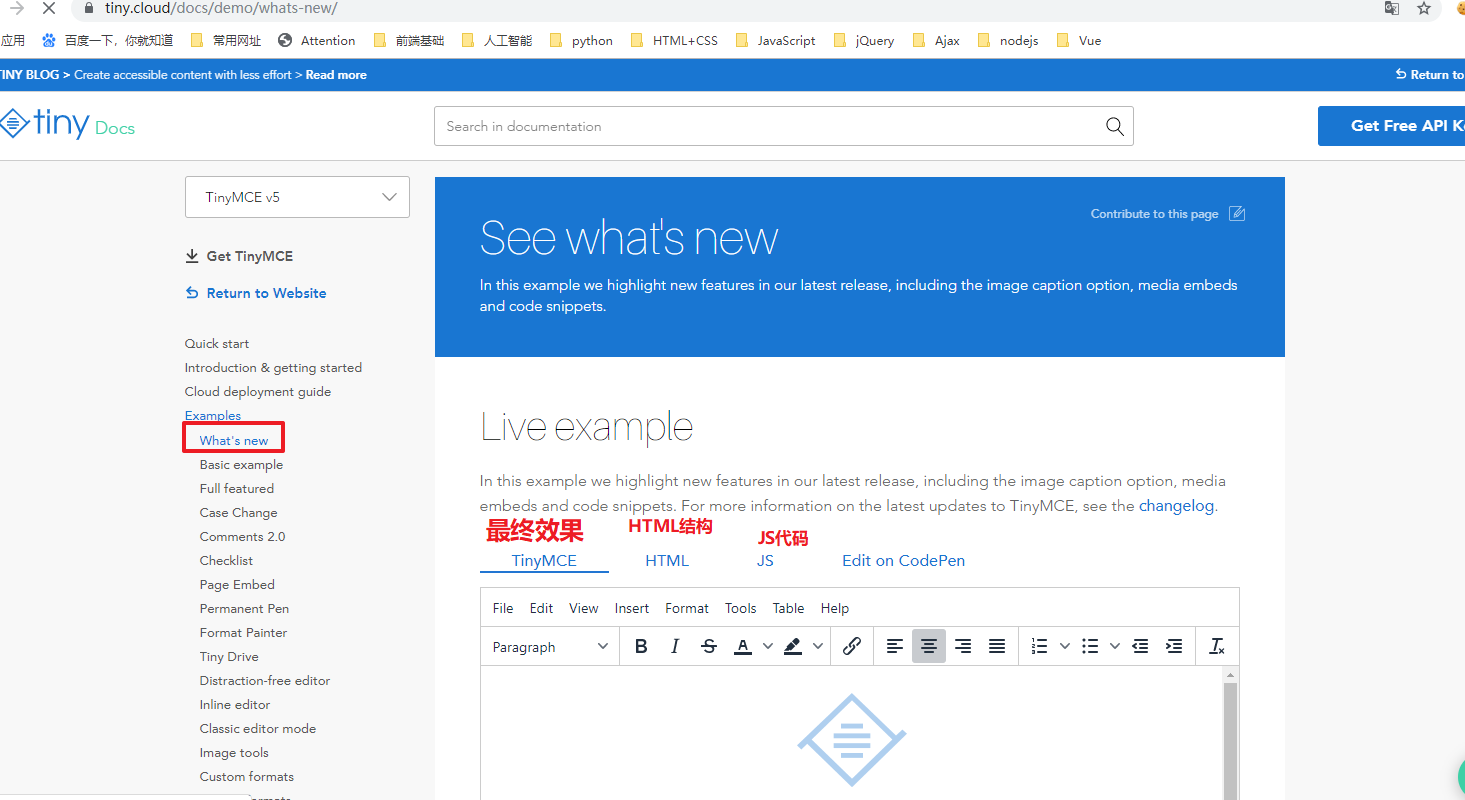 tiny.cloud/docs/demo/whats-new/
应用 百度一下，你就知道 常用网址 Attention 前端基础 人工智能 python HTML+CSS JavaScript jQuery Ajax nodejs Vue
TINY BLOG > Create accessible content with less effort > Read more
Return to
tiny Docs
Search in documentation
Get Free API Ke
TinyMCE v5
Get TinyMCE
Return to Website
Quick start
Introduction & getting started
Cloud deployment guide
Examples
What's new
Basic example
Full featured
Case Change
Comments 2.0
Checklist
Page Embed
Permanent Pen
Format Painter
Tiny Drive
Distraction-free editor
Inline editor
Classic editor mode
Image tools
Custom formats
Contribute to this page
See what's new
In this example we highlight new features in our latest release, including the image caption option, media embeds
and code snippets.
Live example
In this example we highlight new features in our latest release, including the image caption option, media
embeds and code snippets. For more information on the latest updates to TinyMCE, see the changelog.
最终效果 HTML结构 JS代码
TinyMCE HTML JS Edit on CodePen
File Edit View Insert Format Tools Table Help
Paragraph B I S A